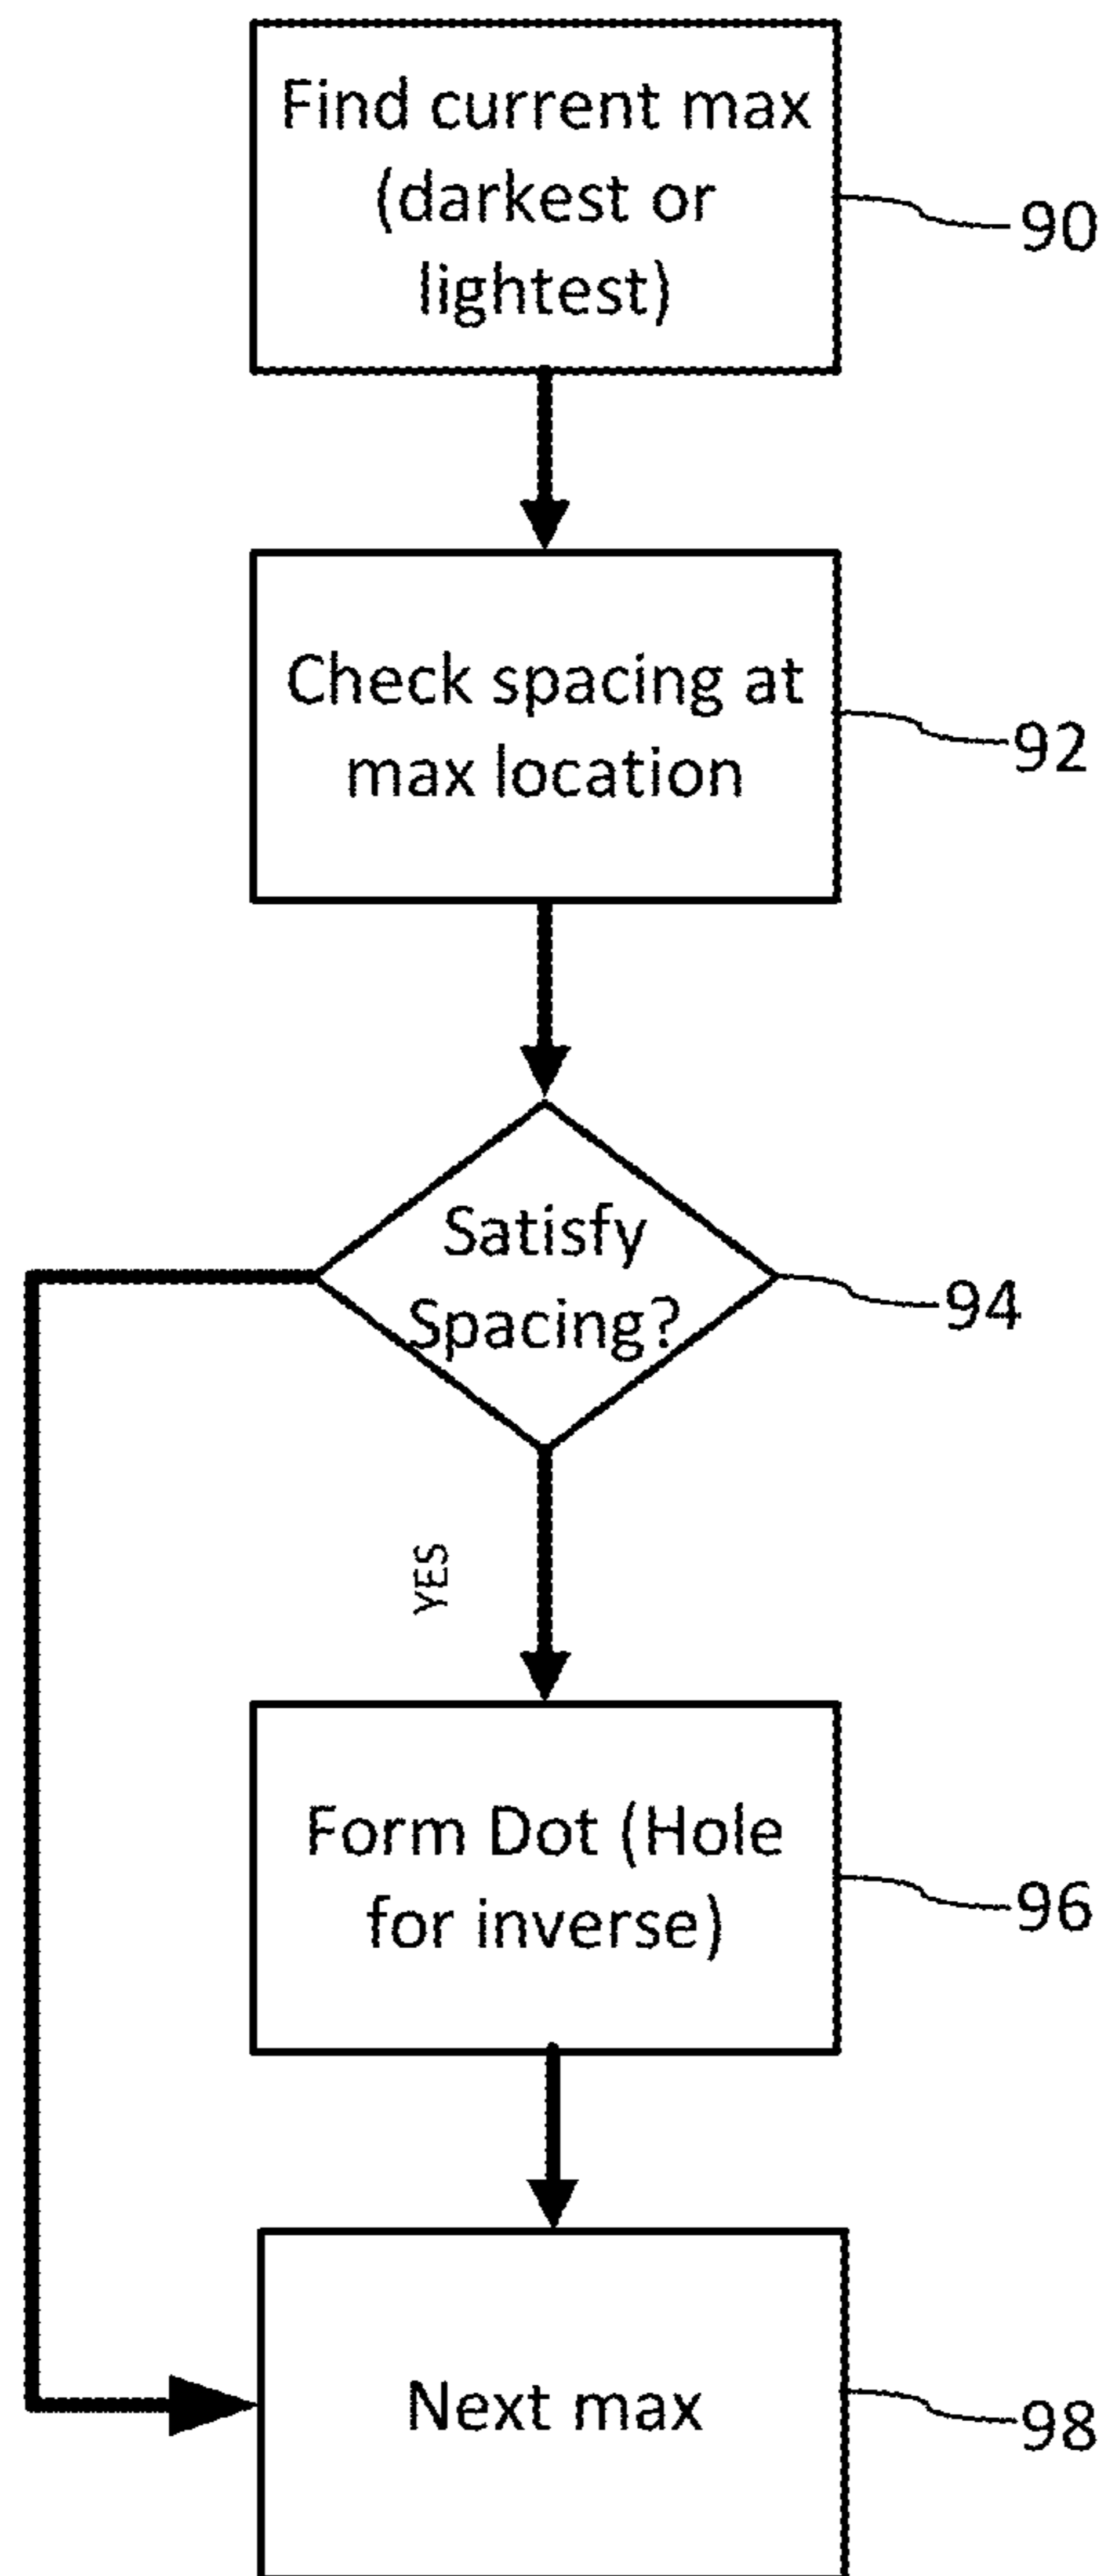 Find current max
(darkest or
lightest)
90
Check spacing at
max location
92
Satisfy
Spacing?
94
YES
Form Dot (Hole
for inverse)
96
Next max
98